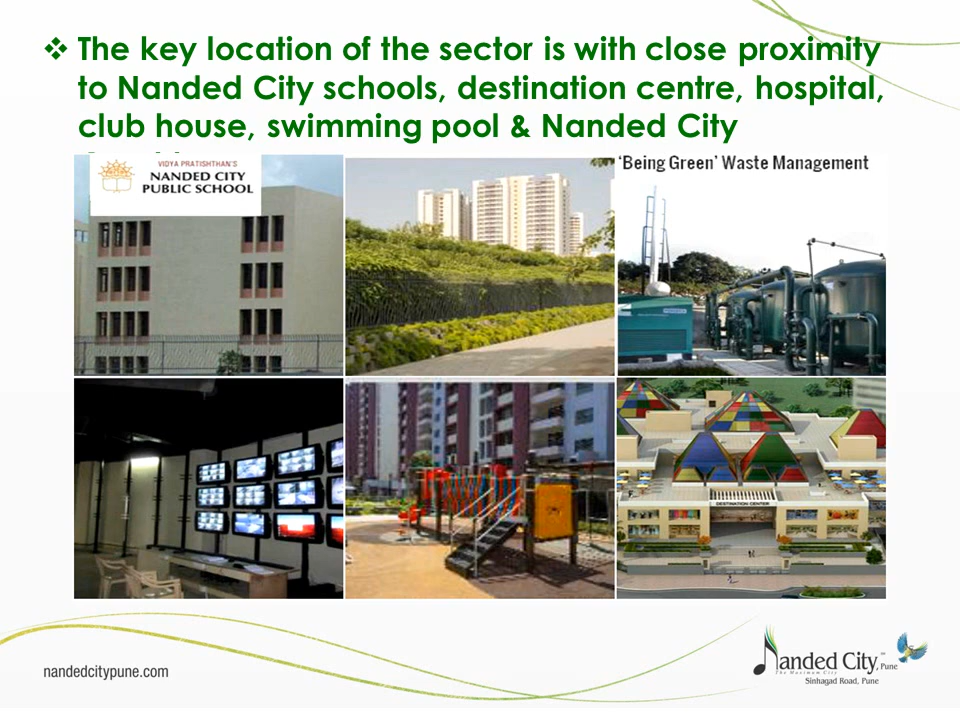 ❖ The key location of the sector is with close proximity
to Nanded City schools, destination centre, hospital,
club house, swimming pool & Nanded City
VIDYA PRATISHTHAN'S
NANDED CITY
PUBLIC SCHOOL
'Being Green' Waste Management
DESTINATION CENTER
nandedcitypune.com
Nanded City, Pune
The Maximum City
Sinhagad Road, Pune